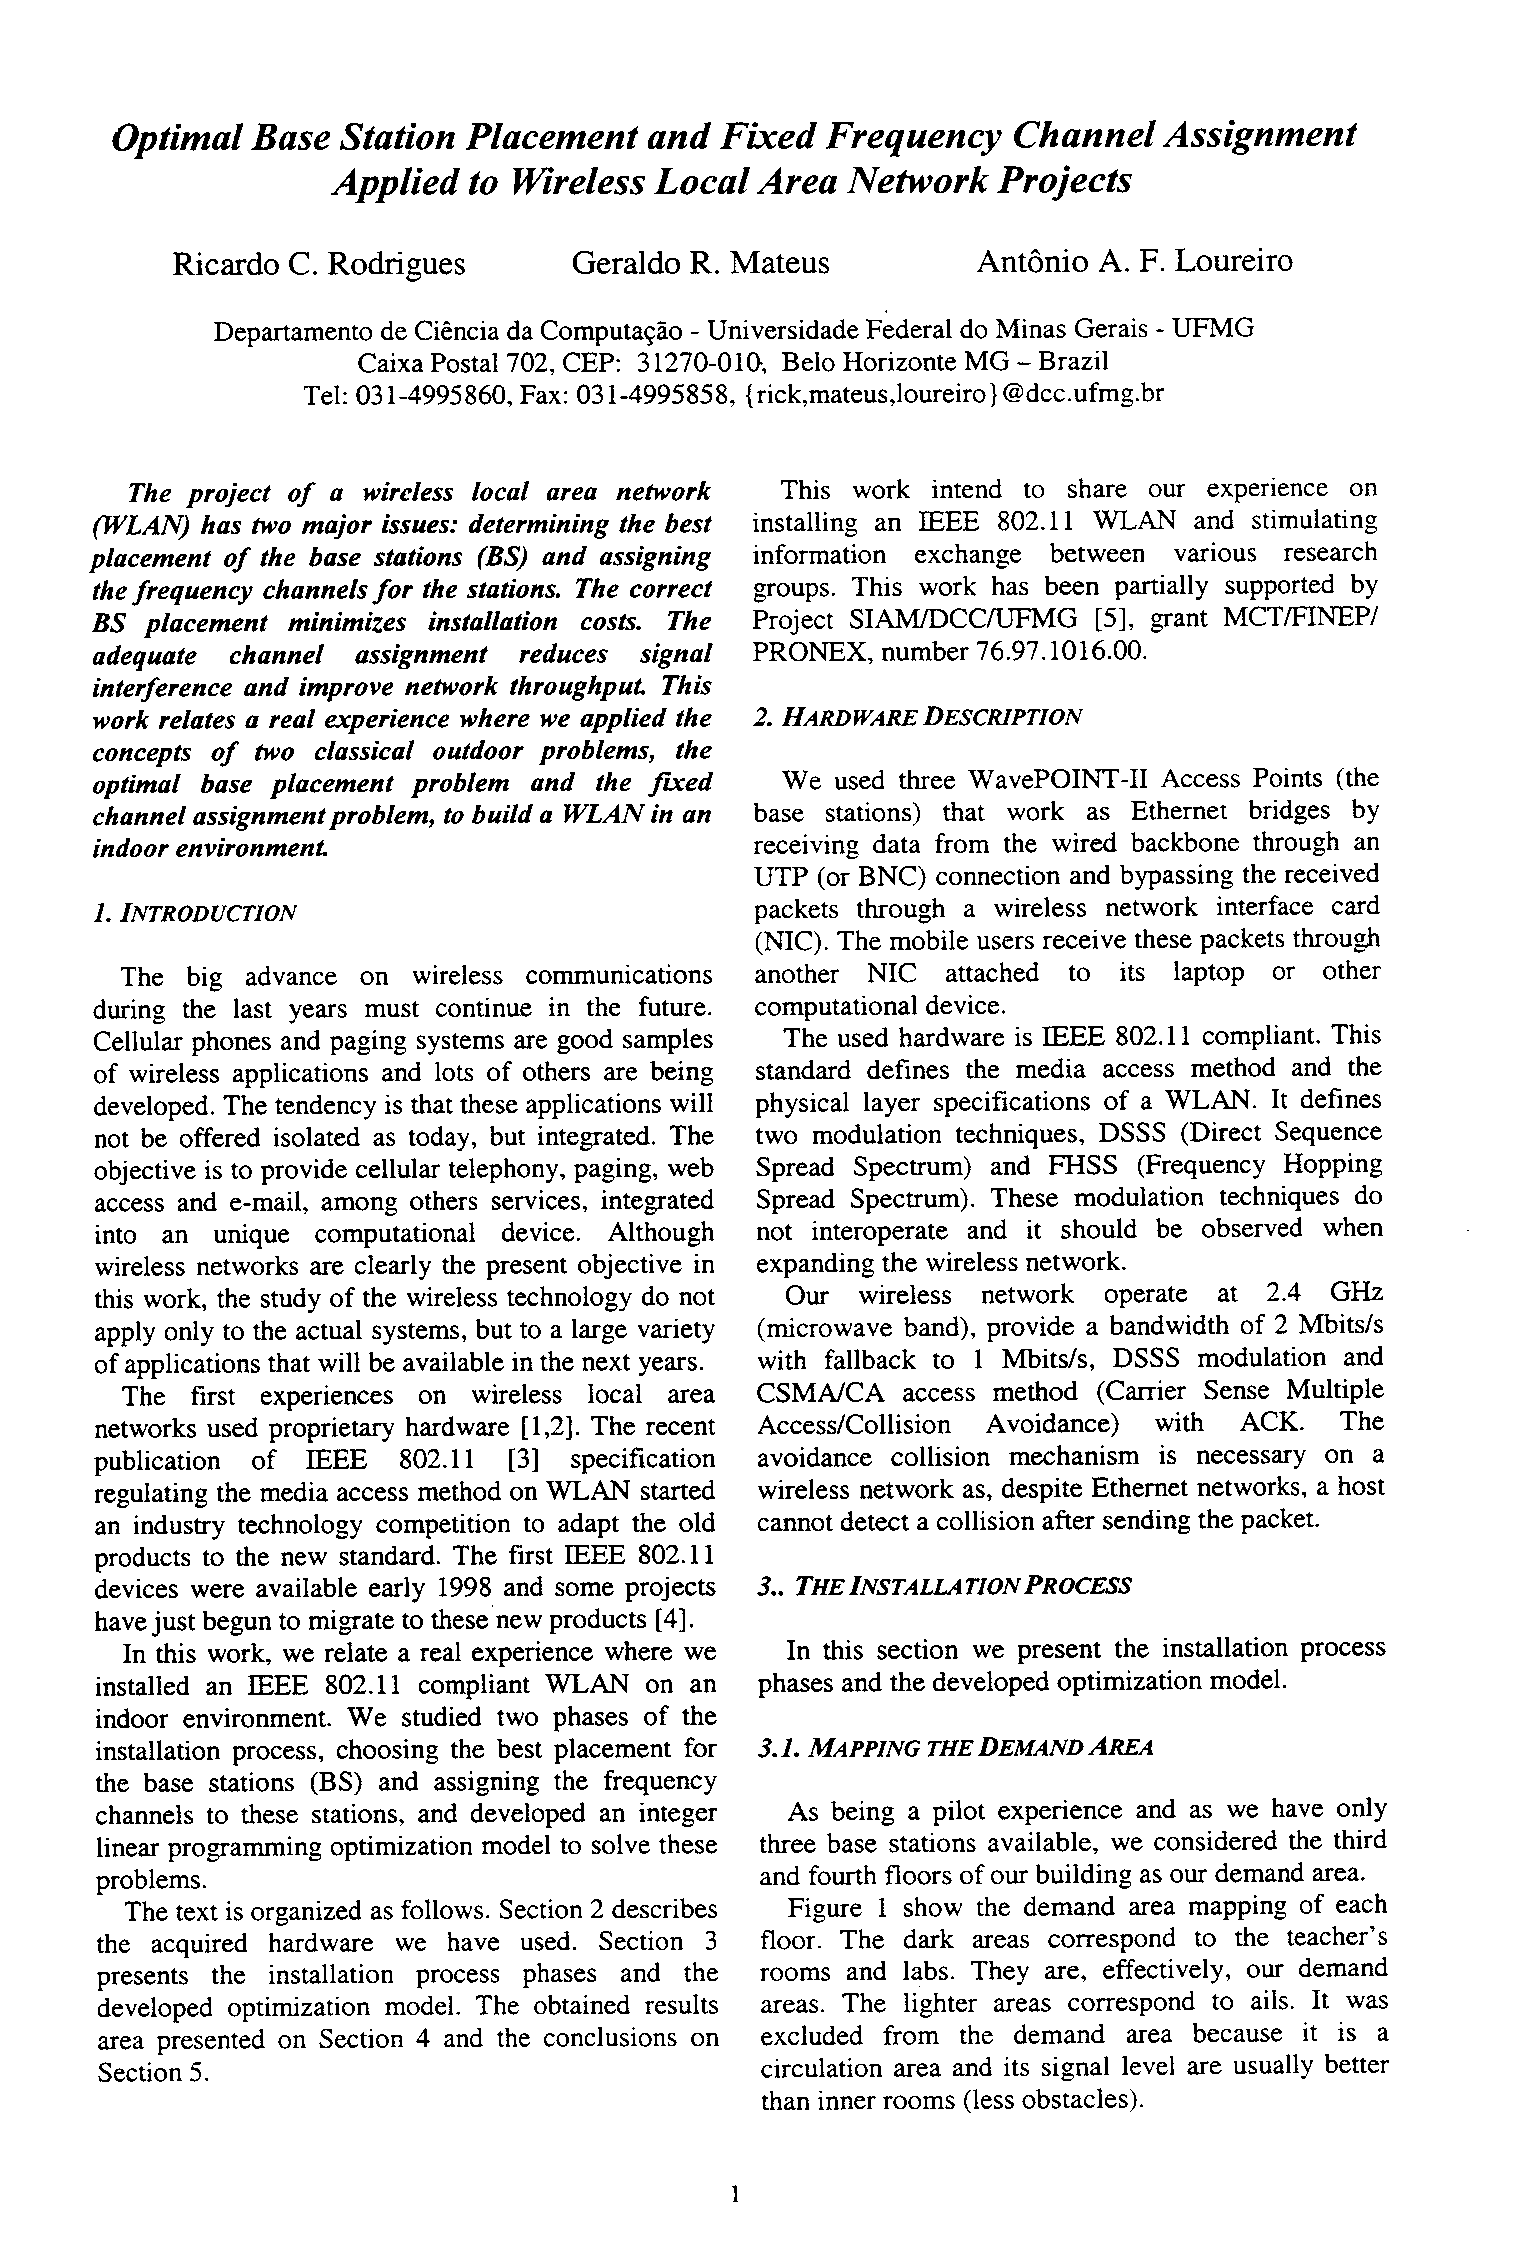 Optimal Base Station Placement and Fixed Frequency Channel Assignment
Applied to Wireless Local Area Network Projects
Ricardo C. Rodrigues Geraldo R. Mateus Antônio A. F. Loureiro
Departamento de Ciência da Computação - Universidade Federal do Minas Gerais - UFMG
Caixa Postal 702, CEP: 31270-010, Belo Horizonte MG – Brazil
Tel: 031-4995860, Fax: 031-4995858, {rick,mateus,loureiro}@dcc.ufmg.br
The project of a wireless local area network
(WLAN) has two major issues: determining the best
placement of the base stations (BS) and assigning
the frequency channels for the stations. The correct
BS placement minimizes installation costs. The
adequate channel assignment reduces signal
interference and improve network throughput. This
work relates a real experience where we applied the
concepts of two classical outdoor problems, the
optimal base placement problem and the fixed
channel assignment problem, to build a WLAN in an
indoor environment.
1. INTRODUCTION
The big advance on wireless communications
during the last years must continue in the future.
Cellular phones and paging systems are good samples
of wireless applications and lots of others are being
developed. The tendency is that these applications will
not be offered isolated as today, but integrated. The
objective is to provide cellular telephony, paging, web
access and e-mail, among others services, integrated
into an unique computational device. Although
wireless networks are clearly the present objective in
this work, the study of the wireless technology do not
apply only to the actual systems, but to a large variety
of applications that will be available in the next years.
The first experiences on wireless local area
networks used proprietary hardware [1,2]. The recent
publication of IEEE 802.11 [3] specification
regulating the media access method on WLAN started
an industry technology competition to adapt the old
products to the new standard. The first IEEE 802.11
devices were available early 1998 and some projects
have just begun to migrate to these new products [4].
In this work, we relate a real experience where we
installed an IEEE 802.11 compliant WLAN on an
indoor environment. We studied two phases of the
installation process, choosing the best placement for
the base stations (BS) and assigning the frequency
channels to these stations, and developed an integer
linear programming optimization model to solve these
problems.
The text is organized as follows. Section 2 describes
the acquired hardware we have used. Section 3
presents the installation process phases and the
developed optimization model. The obtained results
area presented on Section 4 and the conclusions on
Section 5.
This work intend to share our experience on
installing an IEEE 802.11 WLAN and stimulating
information exchange between various research
groups. This work has been partially supported by
Project SIAM/DCC/UFMG [5], grant MCT/FINEP/
PRONEX, number 76.97.1016.00.
2. HARDWARE DESCRIPTION
We used three WavePOINT-II Access Points (the
base stations) that work as Ethernet bridges by
receiving data from the wired backbone through an
UTP (or BNC) connection and bypassing the received
packets through a wireless network interface card
(NIC). The mobile users receive these packets through
another NIC attached to its laptop or other
computational device.
The used hardware is IEEE 802.11 compliant. This
standard defines the media access method and the
physical layer specifications of a WLAN. It defines
two modulation techniques, DSSS (Direct Sequence
Spread Spectrum) and FHSS (Frequency Hopping
Spread Spectrum). These modulation techniques do
not interoperate and it should be observed when
expanding the wireless network.
Our wireless network operate at 2.4 GHz
(microwave band), provide a bandwidth of 2 Mbits/s
with fallback to 1 Mbits/s, DSSS modulation and
CSMA/CA access method (Carrier Sense Multiple
Access/Collision Avoidance) with ACK. The
avoidance collision mechanism is necessary on a
wireless network as, despite Ethernet networks, a host
cannot detect a collision after sending the packet.
3.. THE INSTALLATION PROCESS
In this section we present the installation process
phases and the developed optimization model.
3.1. MAPPING THE DEMAND AREA
As being a pilot experience and as we have only
three base stations available, we considered the third
and fourth floors of our building as our demand area.
Figure 1 show the demand area mapping of each
floor. The dark areas correspond to the teacher's
rooms and labs. They are, effectively, our demand
areas. The lighter areas correspond to ails. It was
excluded from the demand area because it is a
circulation area and its signal level are usually better
than inner rooms (less obstacles).
1